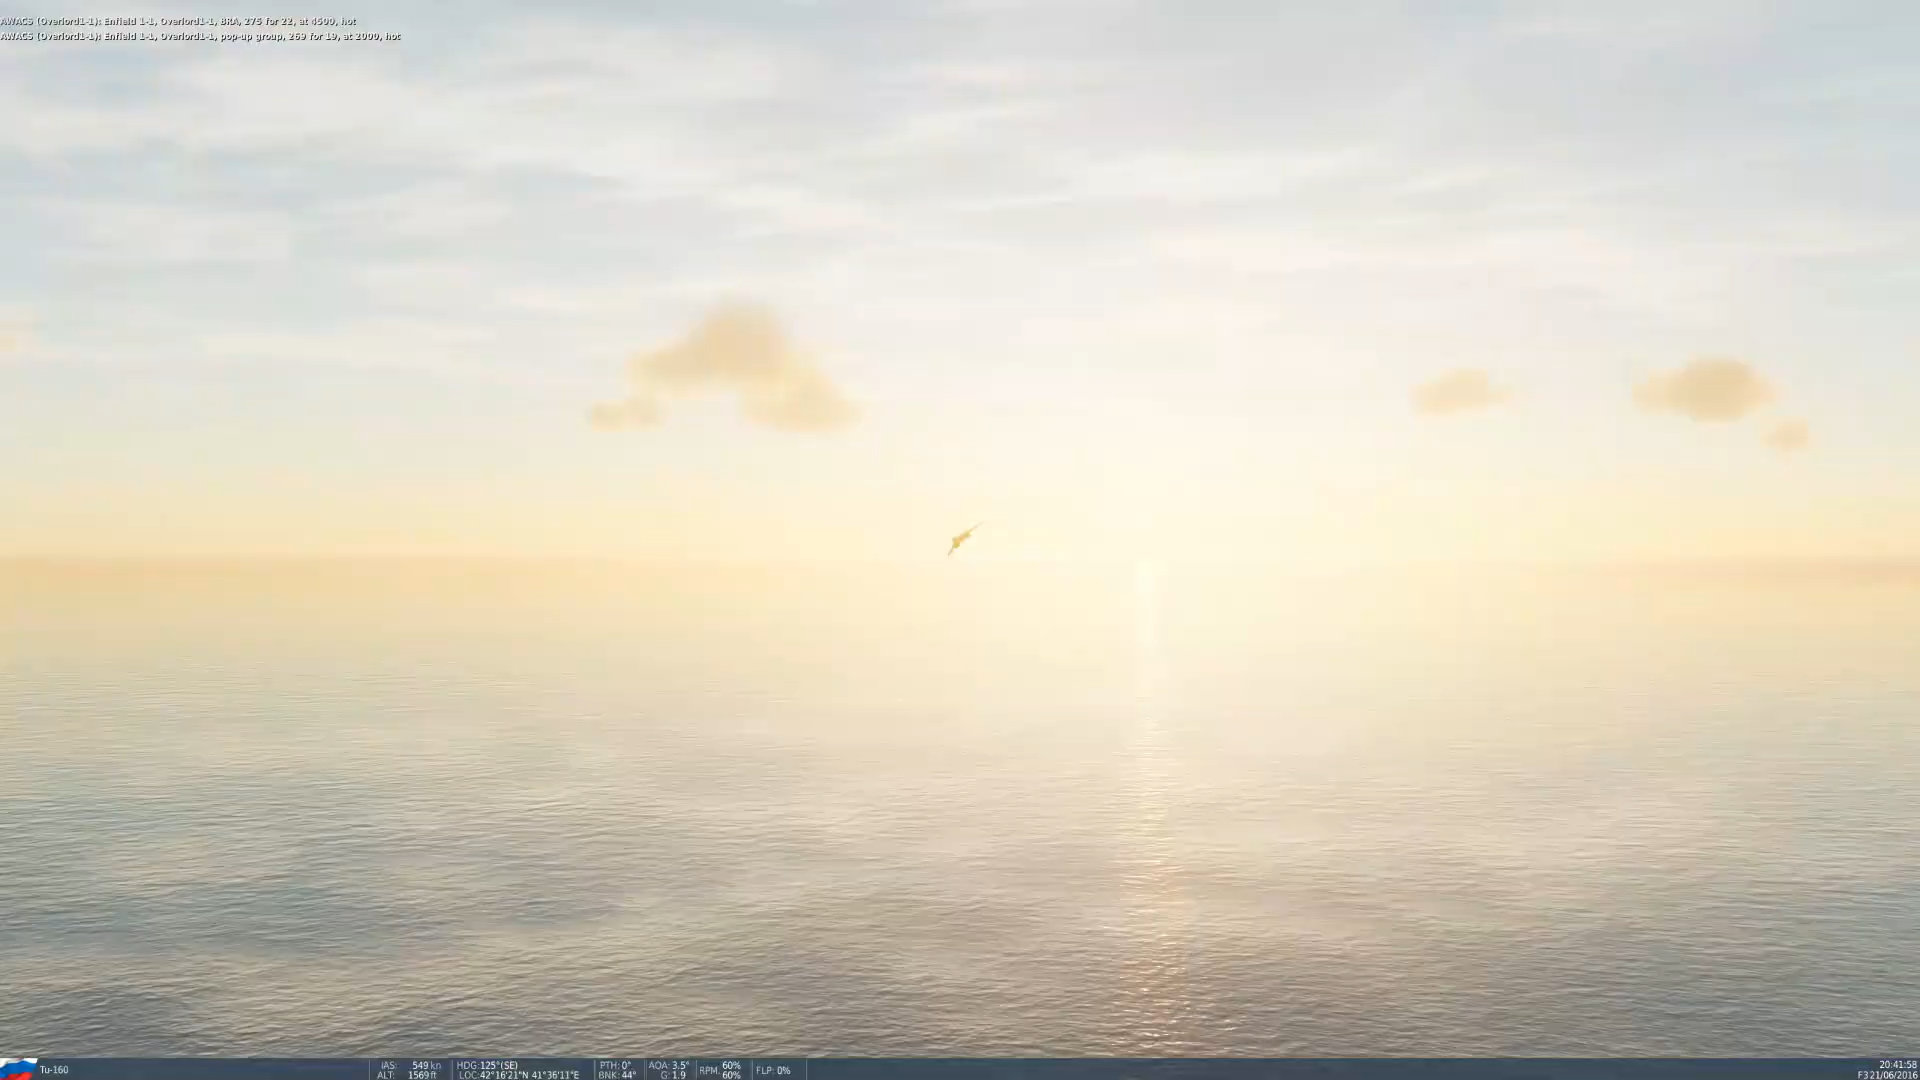 AWACS (Overlord1-1): Enfield 1-1, Overlord1-1, BRA, 275 for 22, at 4500, hot
AWACS (Overlord1-1): Enfield 1-1, Overlord1-1, pop-up group, 269 for 19, at 2000, hot
Tu-160
IAS: 549 kn HDG: 125°(SE) PTH: 0° AOA: 3.5° RPM: 60% FLP: 0% 20:41:58
ALT: 1569 ft LOC: 42°16'21"N 41°36'11"E BNK: 44° G: 1.9 60% F3 21/06/2016